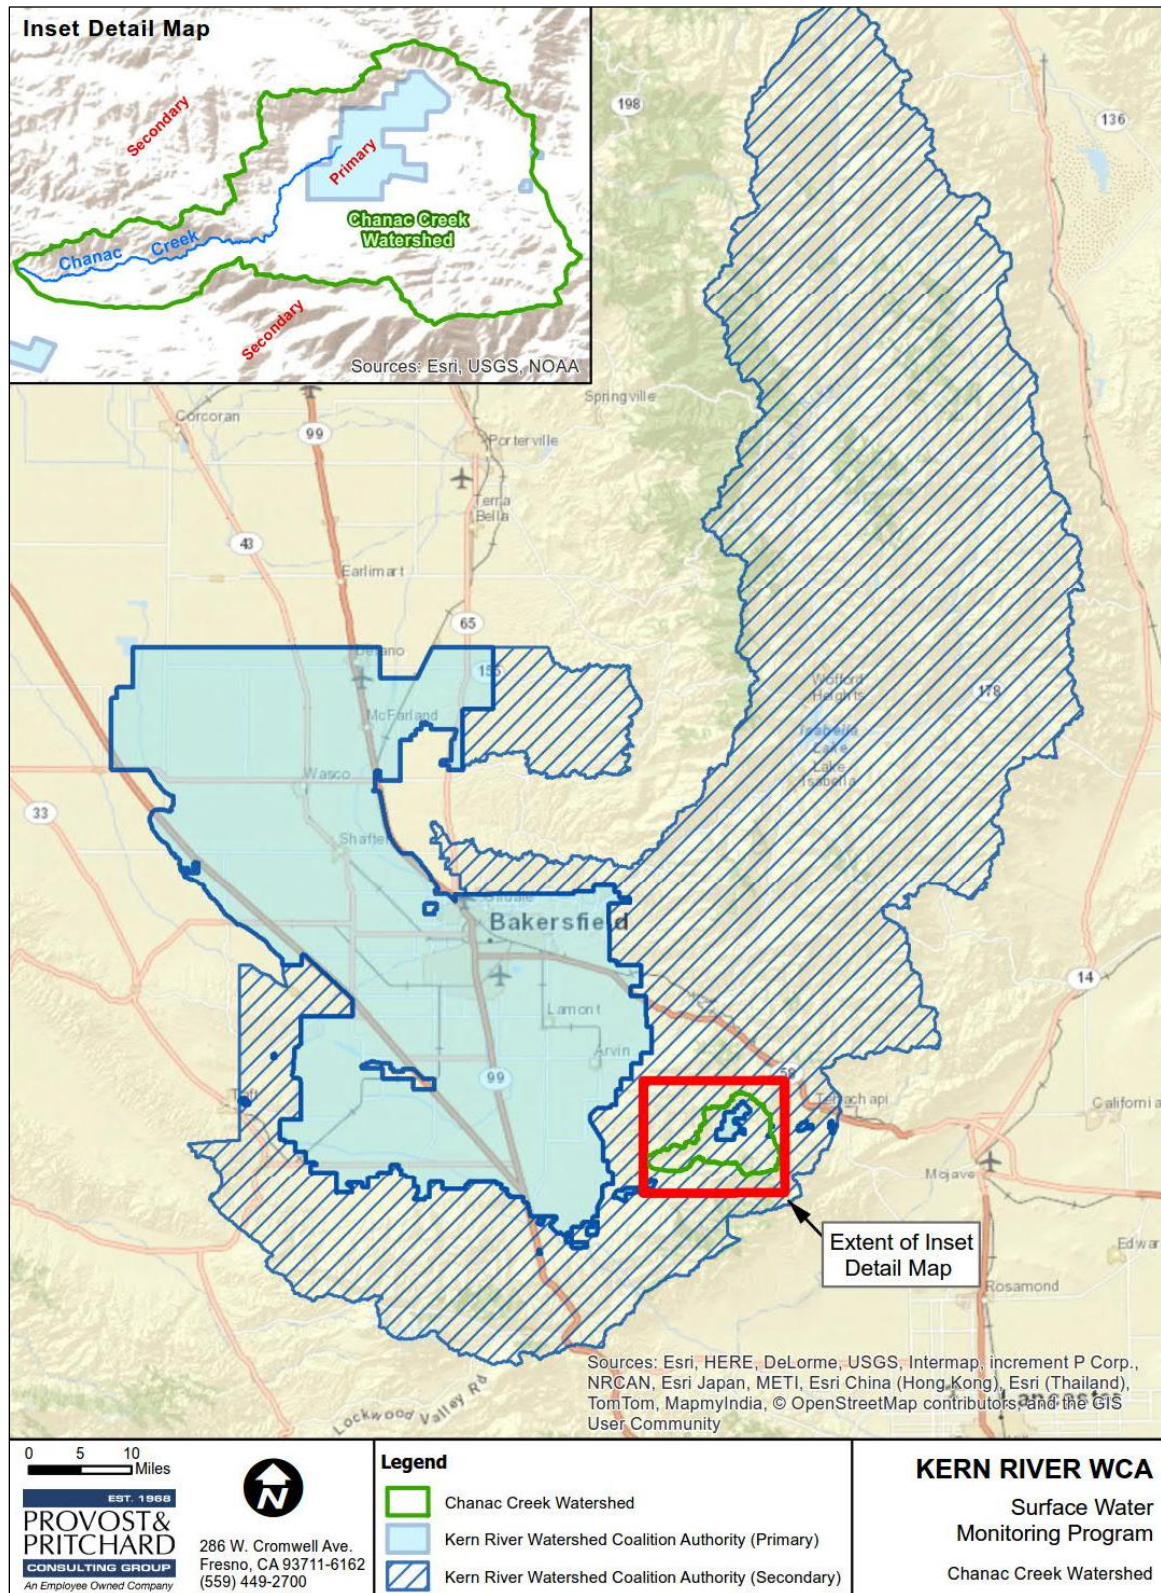 Inset Detail Map
Secondary
Primary
Chanac Creek
Watershed
Chanac Creek
Secondary
Sources: Esri, USGS, NOAA
198
136
Springville
Corcoran
99
Porterville
Terra
Bella
43
Earlimart
65
Delano
155
Wofford
Heights
178
McFarland
Isabella
Lake
Lake
Isabella
Wasco
33
Shafter
Oildale
Bakersfield
14
Lamont
Arvin
99
58
Taft
Tehachapi
California
Mojave
Extent of Inset
Detail Map
Edwar
Rosamond
Sources: Esri, HERE, DeLorme, USGS, Intermap, increment P Corp.,
NRCAN, Esri Japan, METI, Esri China (Hong Kong), Esri (Thailand),
TomTom, MapmyIndia, © OpenStreetMap contributors, and the GIS
User Community
Lancaster
Lockwood Valley Rd
0 5 10
Miles
EST. 1968
PROVOST&
PRITCHARD
CONSULTING GROUP
An Employee Owned Company
N
286 W. Cromwell Ave.
Fresno, CA 93711-6162
(559) 449-2700
Legend
Chanac Creek Watershed
Kern River Watershed Coalition Authority (Primary)
Kern River Watershed Coalition Authority (Secondary)
KERN RIVER WCA
Surface Water
Monitoring Program
Chanac Creek Watershed